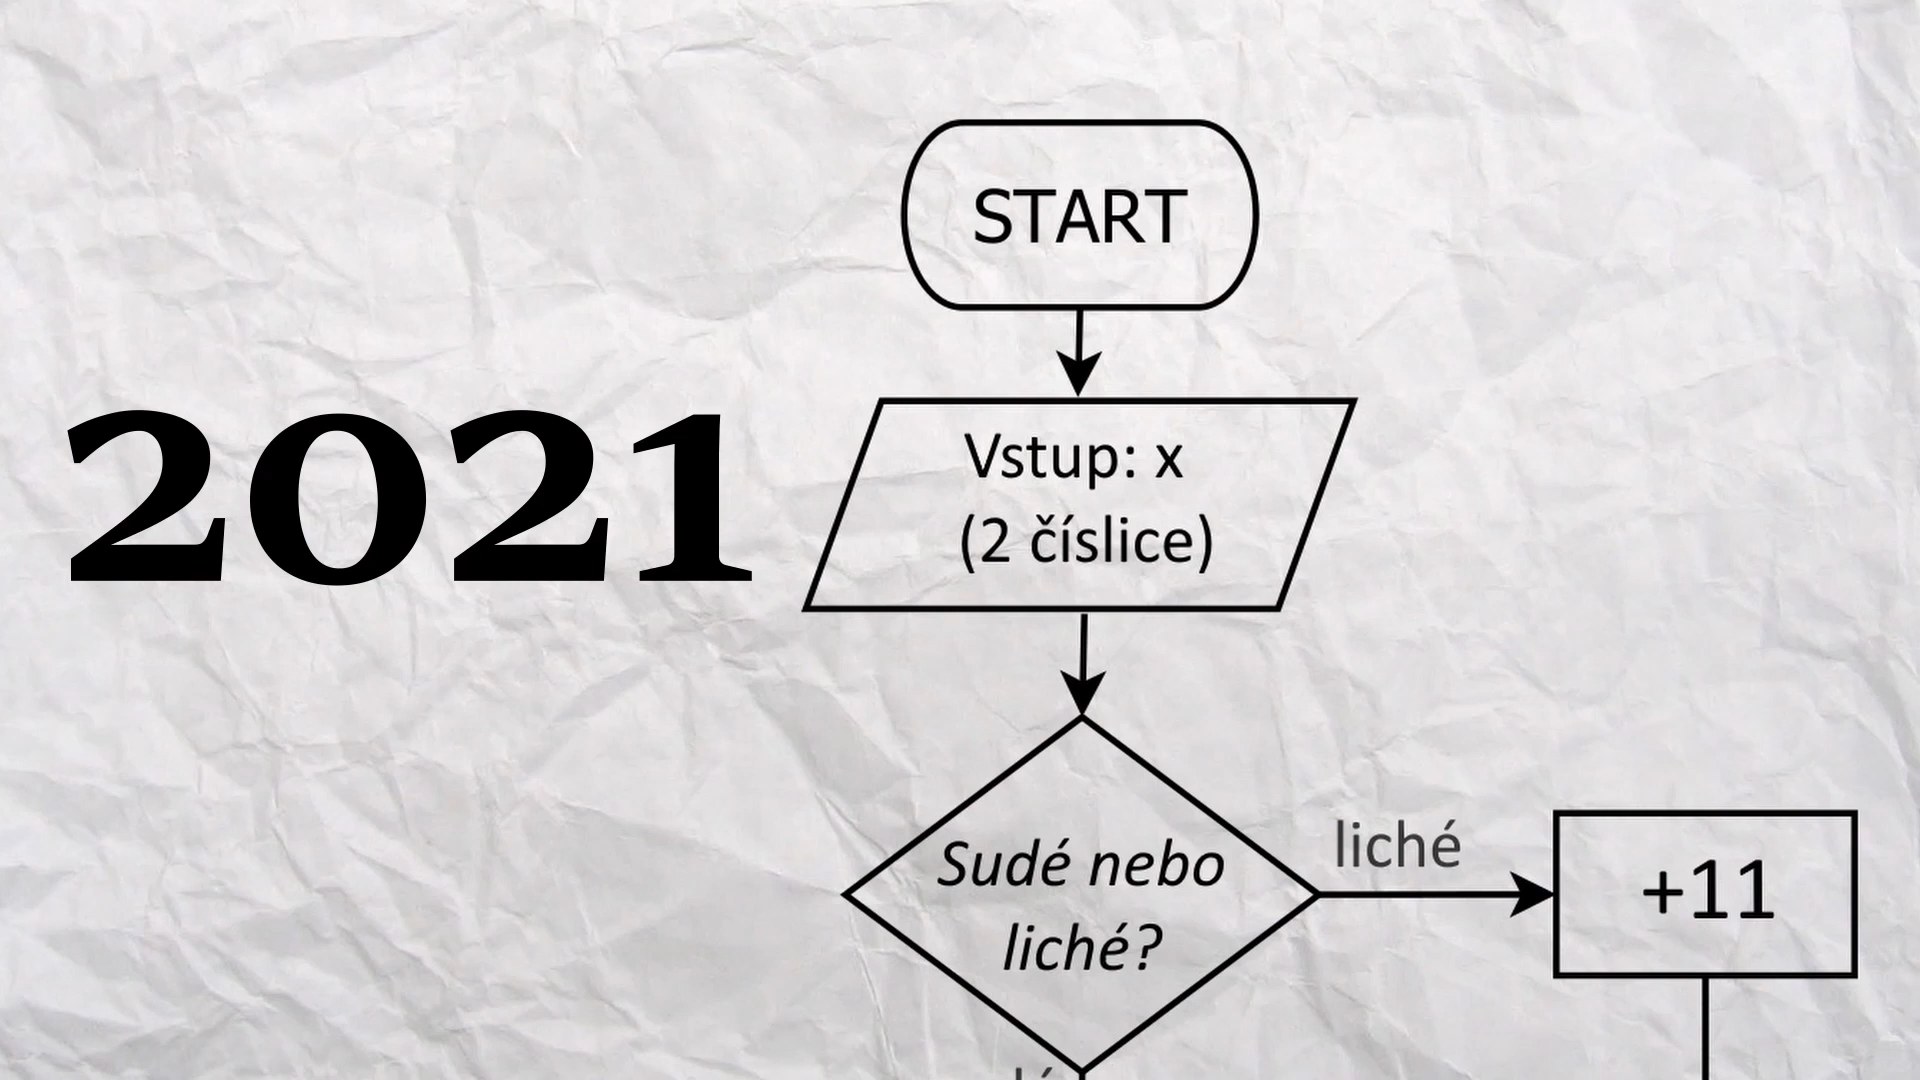 START
2021
Vstup: x
(2 číslice)
Sudé nebo
liché?
liché
+11